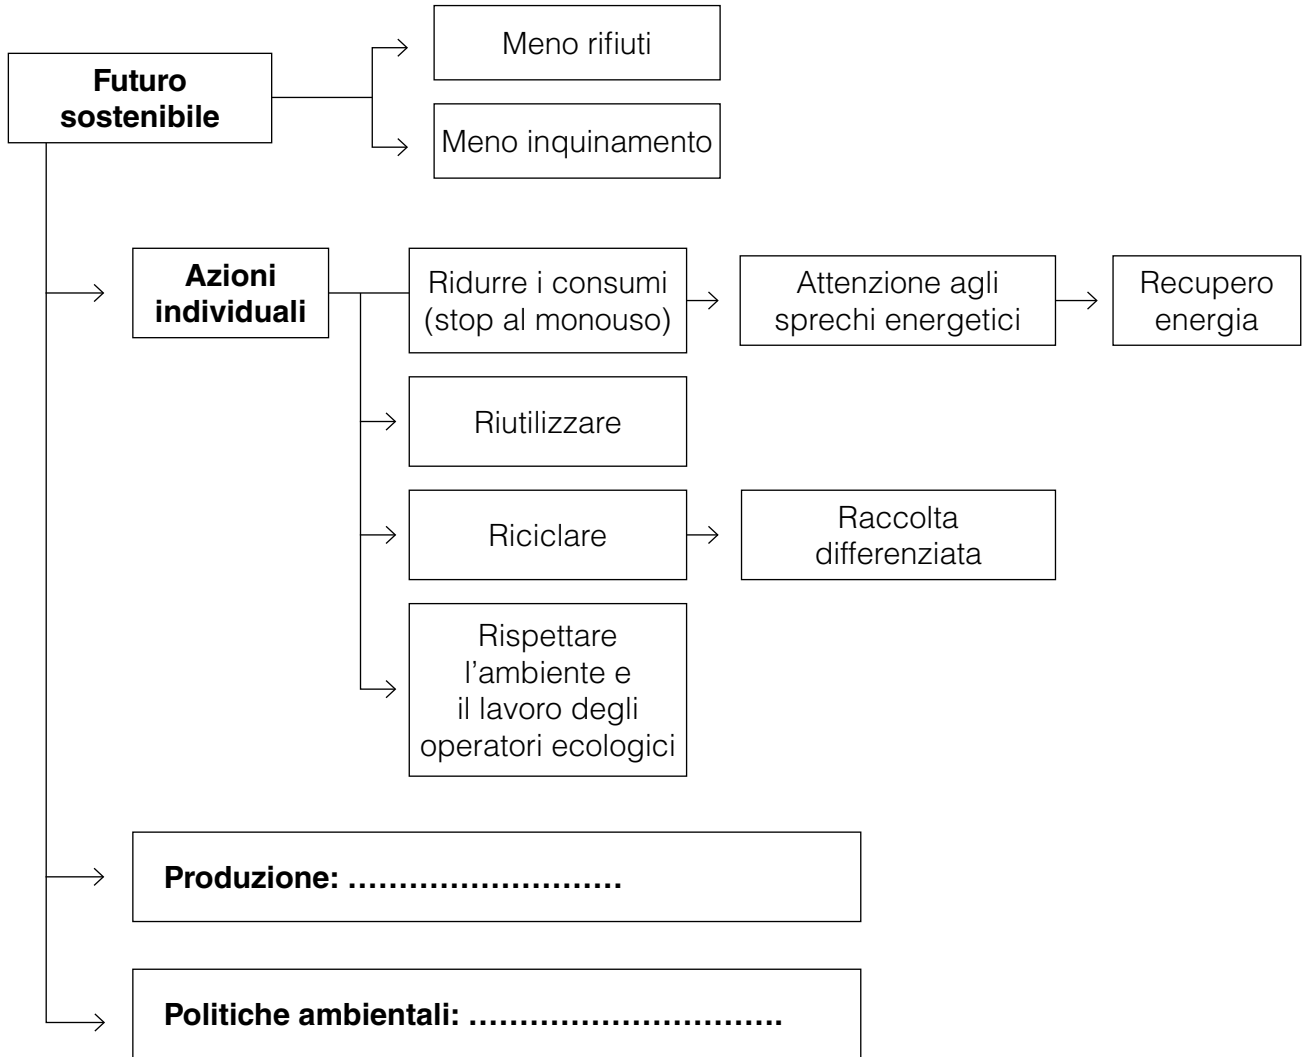 Futuro
sostenibile
Meno rifiuti
Meno inquinamento
Azioni
individuali
Ridurre i consumi
(stop al monouso)
Attenzione agli
sprechi energetici
Recupero
energia
Riutilizzare
Riciclare
Raccolta
differenziata
Rispettare
l'ambiente e
il lavoro degli
operatori ecologici
Produzione: ...........................
Politiche ambientali: ...............................